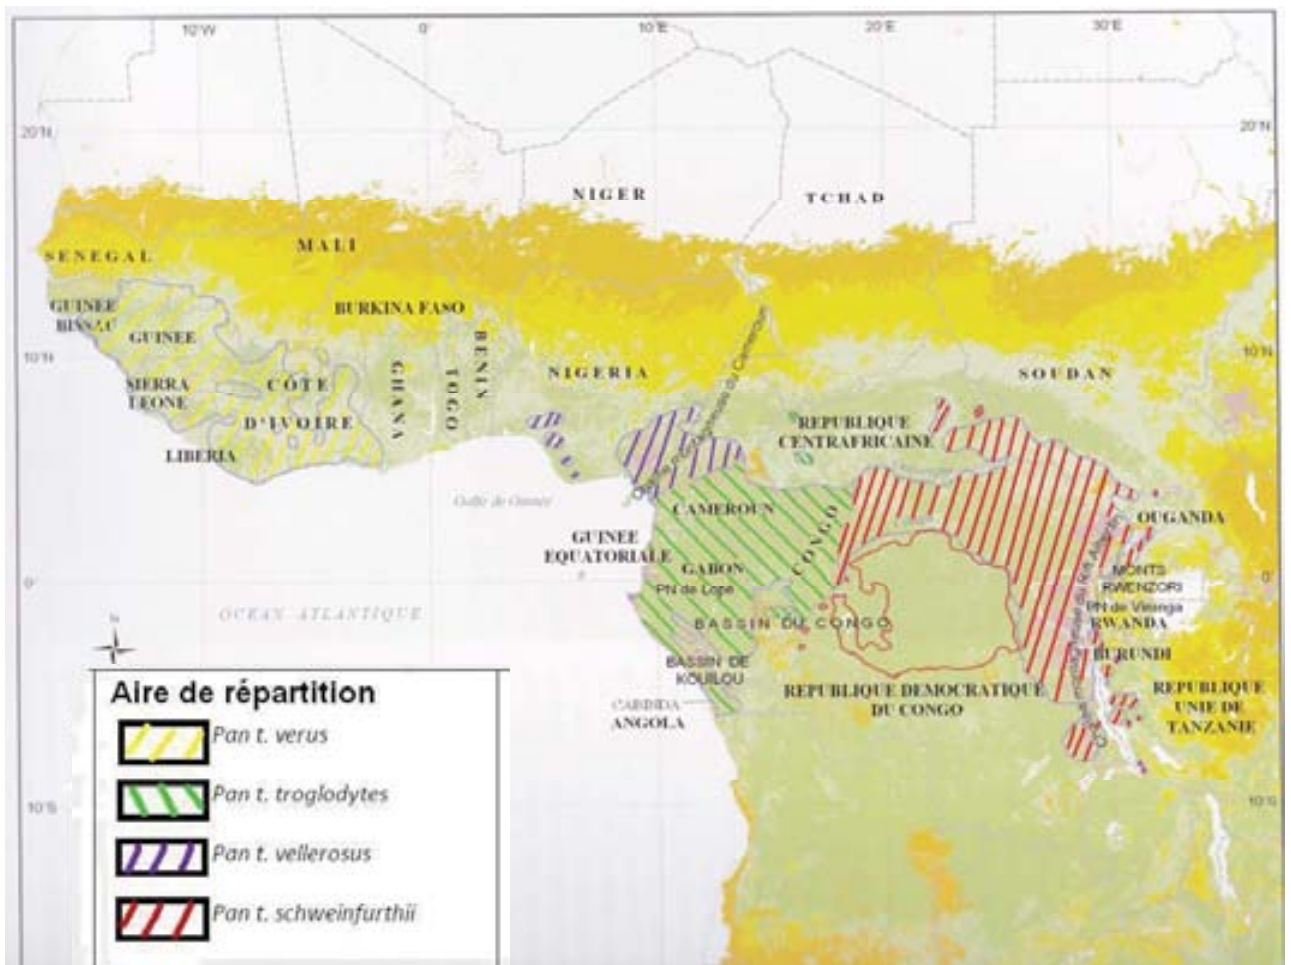 10°W
0°
10°E
20°E
30°E
20°N
20°N
NIGER
TCHAD
MALI
SENEGAL
GUINEE
BISSAU
BURKINA FASO
GUINEE
BENIN
10°N
10°N
GHANA
TOGO
NIGERIA
SOUDAN
SIERRA
LEONE
CÔTE
D'IVOIRE
REPUBLIQUE
CENTRAFRICAINE
LIBERIA
Golfe de Guinée
CAMEROUN
CONGO
OUGANDA
GUINEE
EQUATORIALE
GABON
PN de Lope
MONTS
RWENZORI
0°
0°
PN de Virunga
RWANDA
OCEAN ATLANTIQUE
BASSIN DU CONGO
BURUNDI
BASSIN DE
KOUILOU
REPUBLIQUE DEMOCRATIQUE
DU CONGO
REPUBLIQUE
UNIE DE
TANZANIE
CABINDA
ANGOLA
N
10°S
10°S
Aire de répartition
Pan t. verus
Pan t. troglodytes
Pan t. vellerosus
Pan t. schweinfurthii